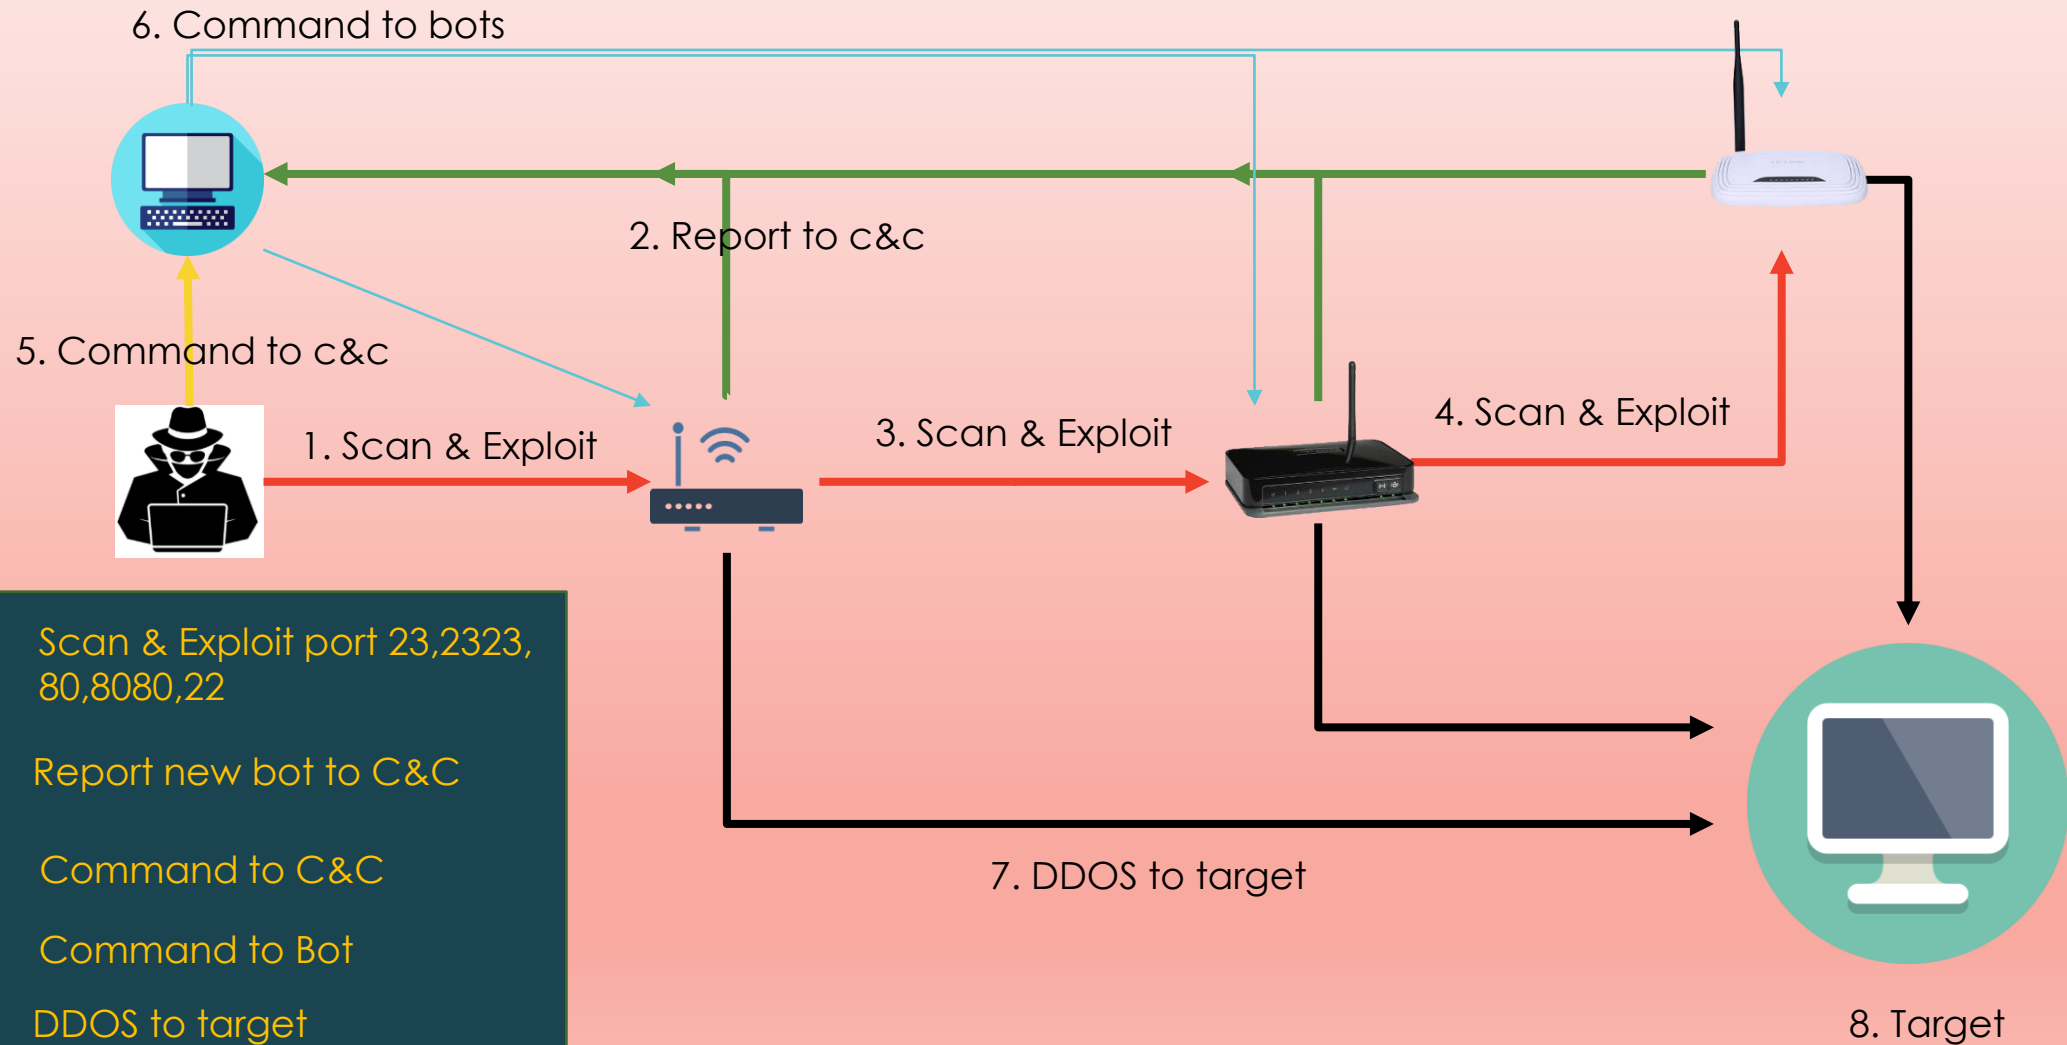 6. Command to bots
2. Report to c&c
5. Command to c&c
1. Scan & Exploit
3. Scan & Exploit
4. Scan & Exploit
Scan & Exploit port 23,2323,
80,8080,22
Report new bot to C&C
Command to C&C
Command to Bot
DDOS to target
7. DDOS to target
8. Target